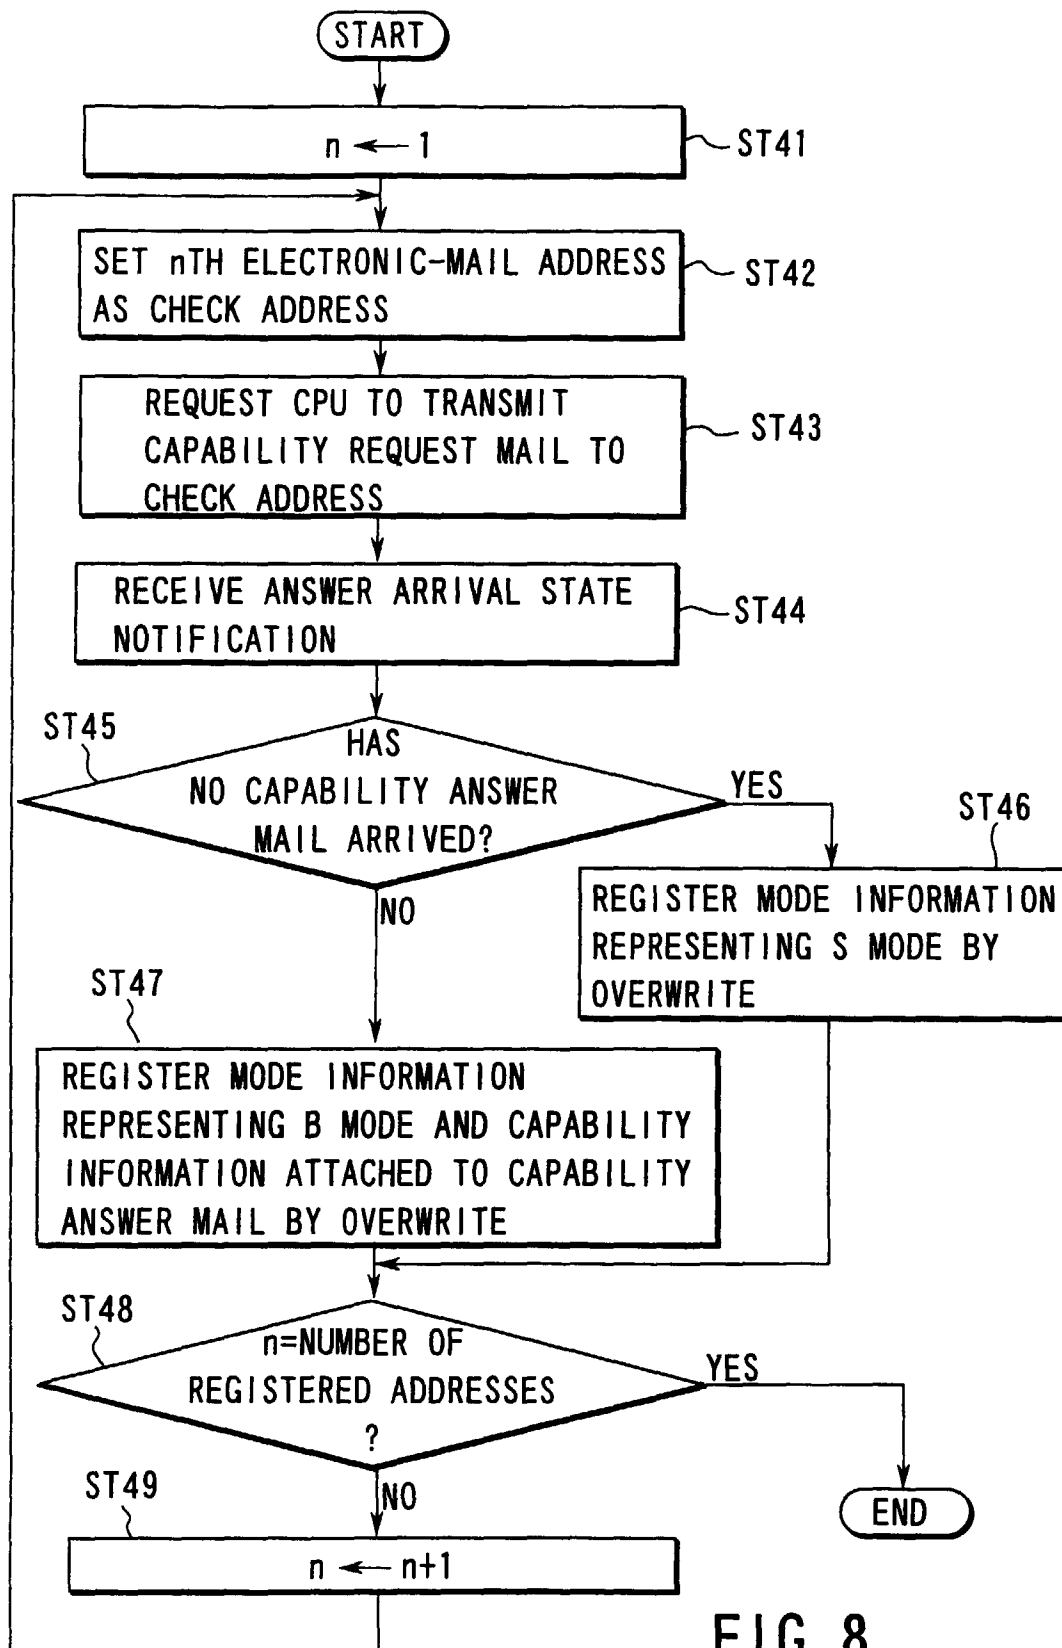 START
n ← 1
ST41
SET nTH ELECTRONIC-MAIL ADDRESS
AS CHECK ADDRESS
ST42
REQUEST CPU TO TRANSMIT
CAPABILITY REQUEST MAIL TO
CHECK ADDRESS
ST43
RECEIVE ANSWER ARRIVAL STATE
NOTIFICATION
ST44
ST45
HAS
NO CAPABILITY ANSWER
MAIL ARRIVED?
YES
NO
ST46
REGISTER MODE INFORMATION
REPRESENTING S MODE BY
OVERWRITE
ST47
REGISTER MODE INFORMATION
REPRESENTING B MODE AND CAPABILITY
INFORMATION ATTACHED TO CAPABILITY
ANSWER MAIL BY OVERWRITE
ST48
n=NUMBER OF
REGISTERED ADDRESSES
?
YES
NO
END
ST49
n ← n+1
FIG. 8